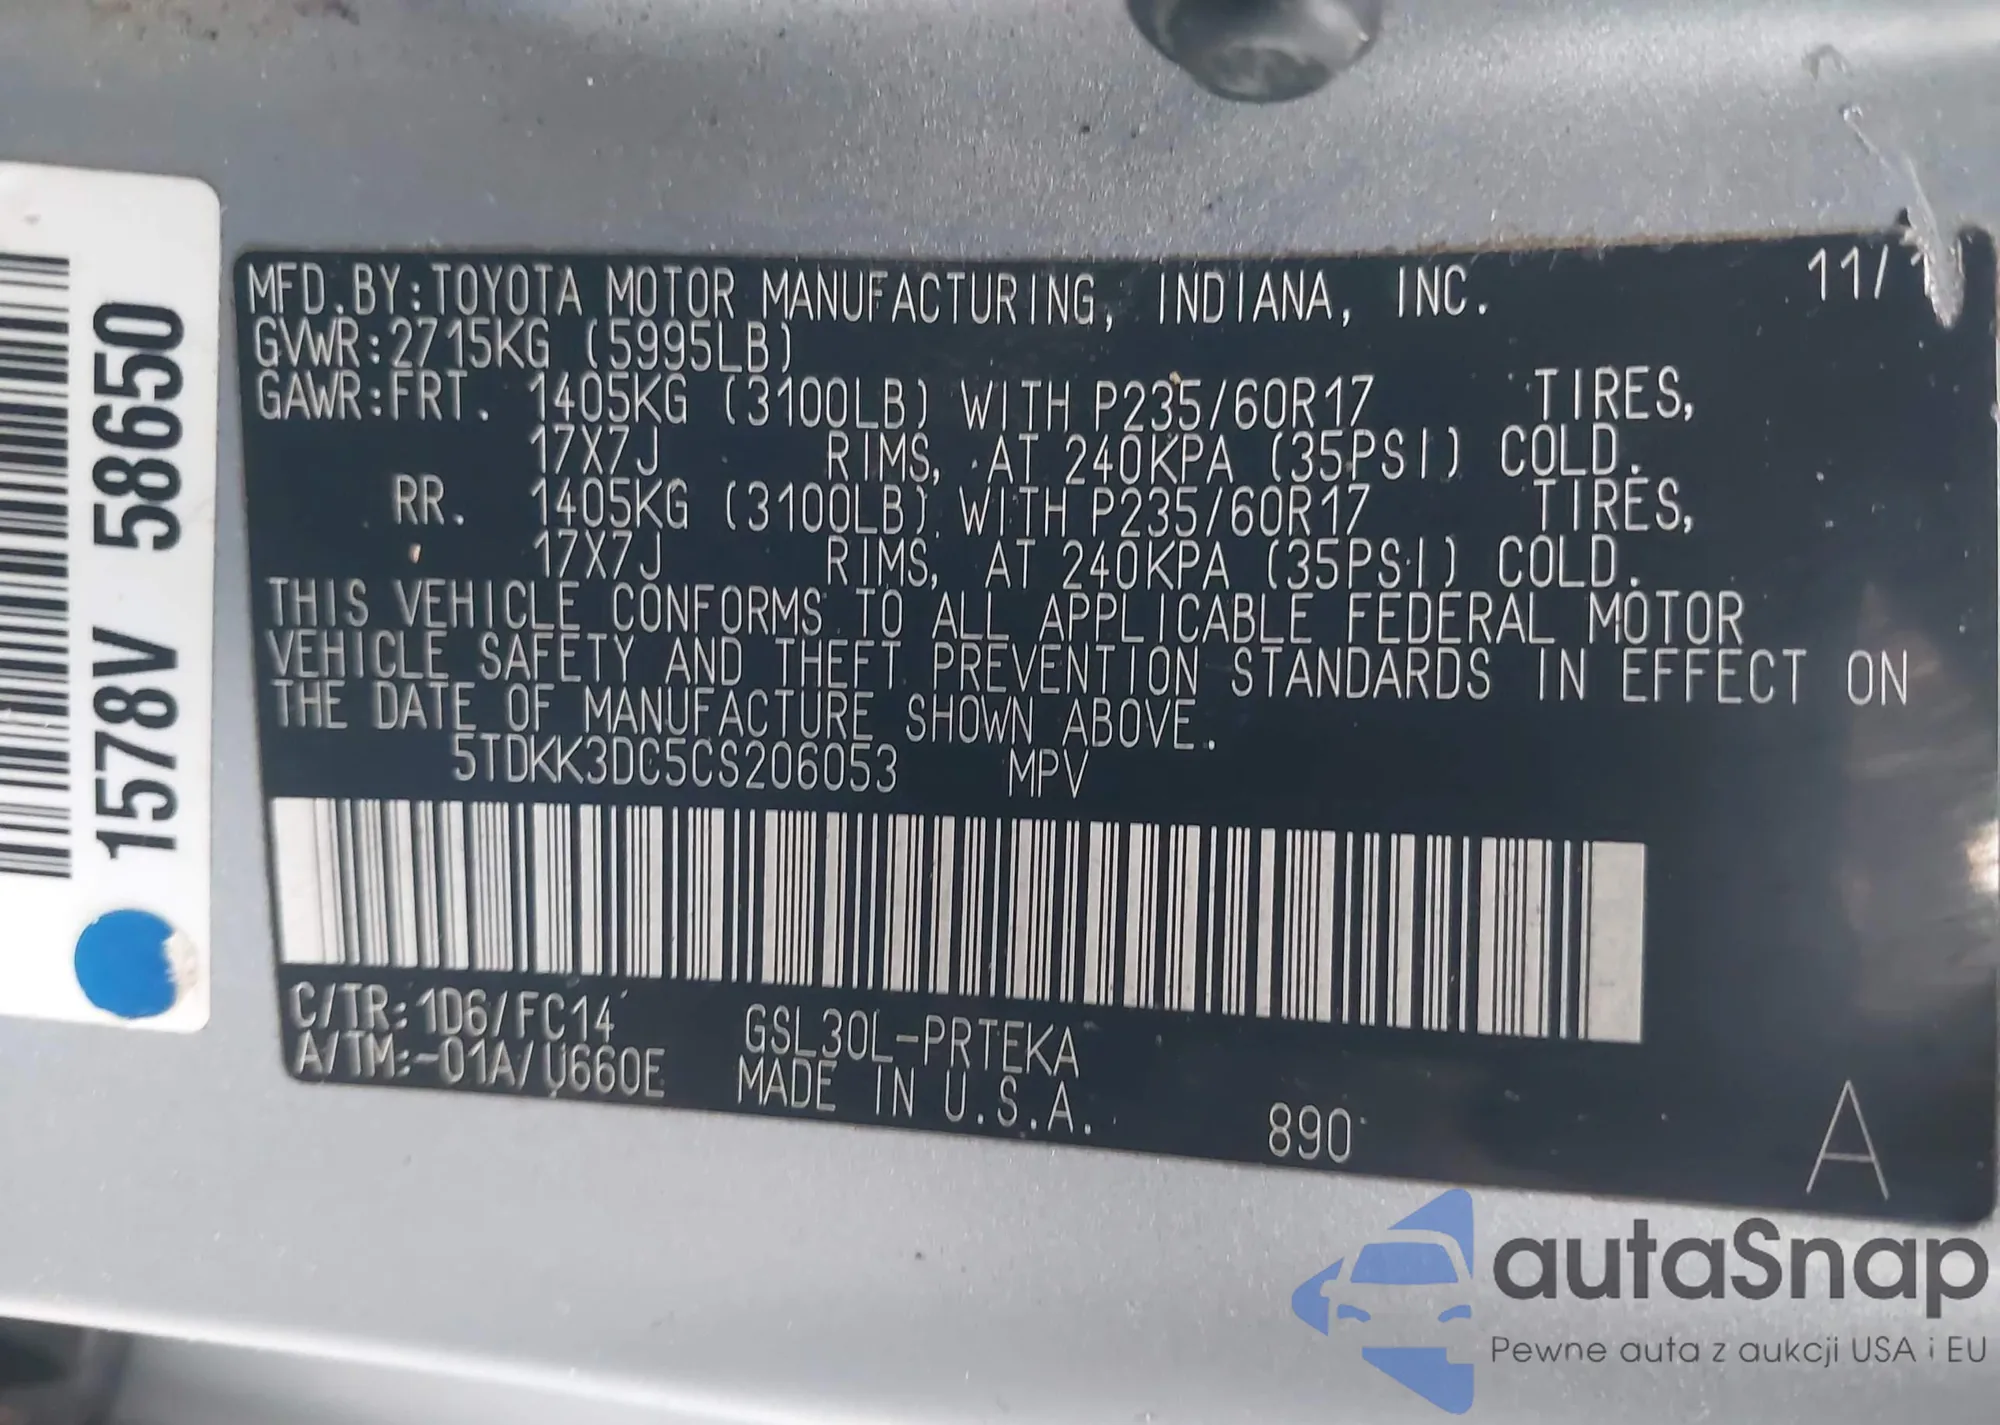 1578V 58650
MFD.BY:TOYOTA MOTOR MANUFACTURING, INDIANA, INC. 11/
GVWR:2715KG (5995LB)
GAWR:FRT. 1405KG (3100LB) WITH P235/60R17 TIRES,
17X7J RIMS, AT 240KPA (35PSI) COLD.
RR. 1405KG (3100LB) WITH P235/60R17 TIRES,
17X7J RIMS, AT 240KPA (35PSI) COLD.
THIS VEHICLE CONFORMS TO ALL APPLICABLE FEDERAL MOTOR
VEHICLE SAFETY AND THEFT PREVENTION STANDARDS IN EFFECT ON
THE DATE OF MANUFACTURE SHOWN ABOVE.
5TDKK3DC5CS206053 MPV
C/TR:1D6/FC14 GSL30L-PRTEKA
A/TM:-01A/U660E MADE IN U.S.A. 890 A
autaSnap
Pewne auta z aukcji USA i EU